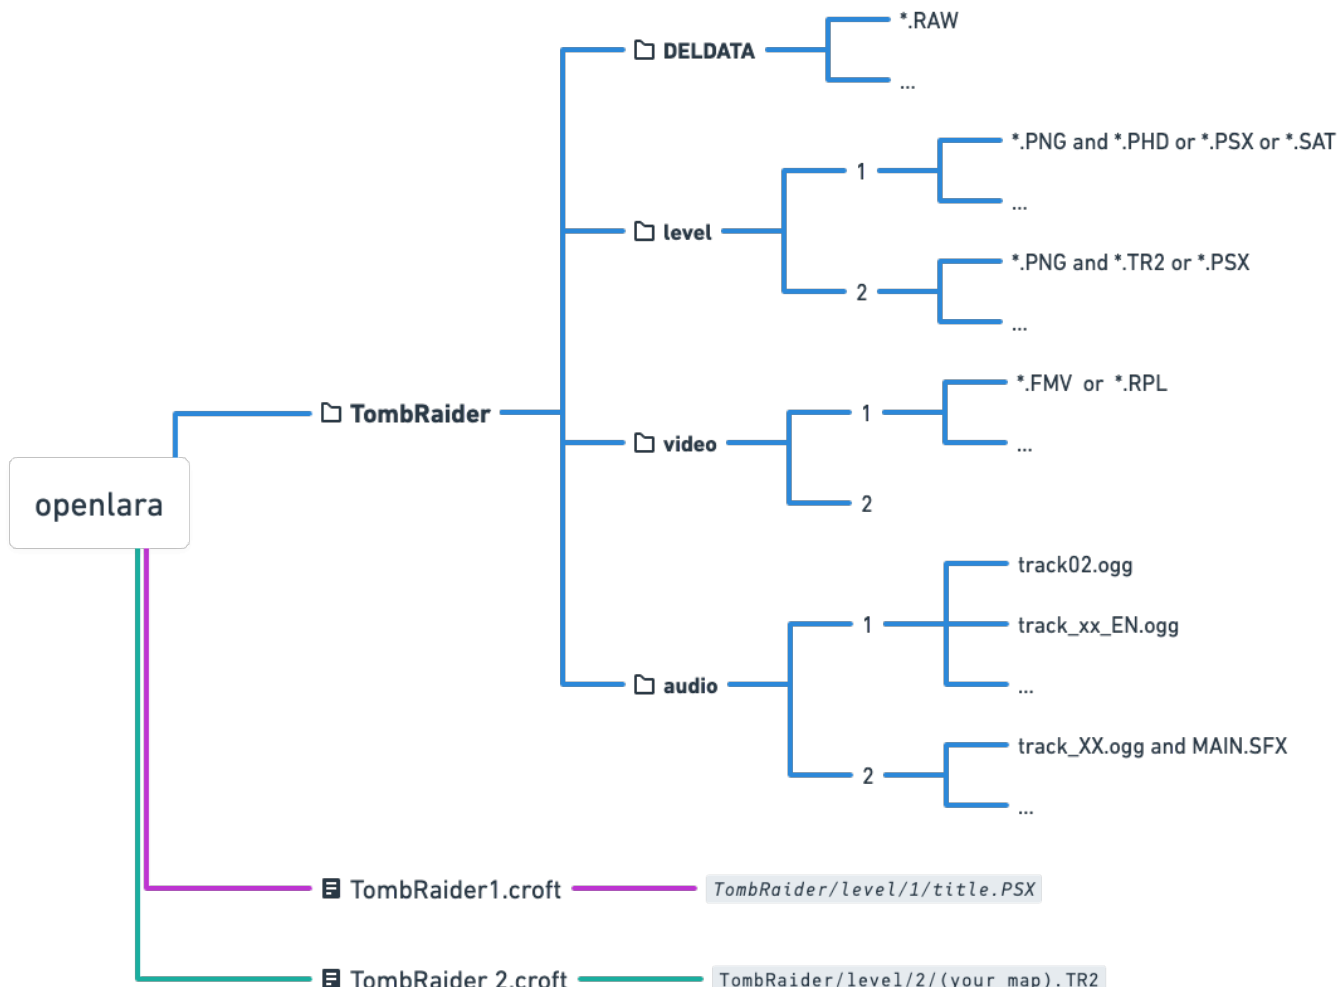 *.RAW
DELDATA
...
*.PNG and *.PHD or *.PSX or *.SAT
1
...
level
*.PNG and *.TR2 or *.PSX
2
...
*.FMV or *.RPL
TombRaider
1
video
...
openlara
2
track02.ogg
1
track_xx_EN.ogg
audio
...
track_XX.ogg and MAIN.SFX
2
...
TombRaider1.croft
TombRaider/level/1/title.PSX
TombRaider 2.croft
TombRaider/level/2/(your map).TR2